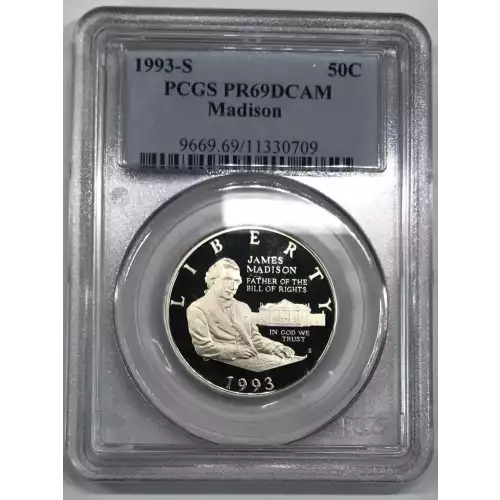 1993-S 50C
PCGS PR69DCAM
Madison
9669.69/11330709
LIBERTY
JAMES
MADISON
FATHER OF THE
BILL OF RIGHTS
IN GOD WE
TRUST
S
1993